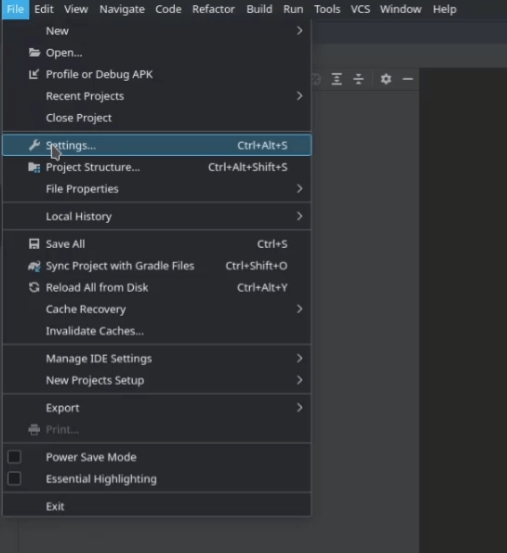 File Edit View Navigate Code Refactor Build Run Tools VCS Window Help
New
Open...
Profile or Debug APK
Recent Projects
Close Project
Settings... Ctrl+Alt+S
Project Structure... Ctrl+Alt+Shift+S
File Properties
Local History
Save All Ctrl+S
Sync Project with Gradle Files Ctrl+Shift+O
Reload All from Disk Ctrl+Alt+Y
Cache Recovery
Invalidate Caches...
Manage IDE Settings
New Projects Setup
Export
Print...
Power Save Mode
Essential Highlighting
Exit